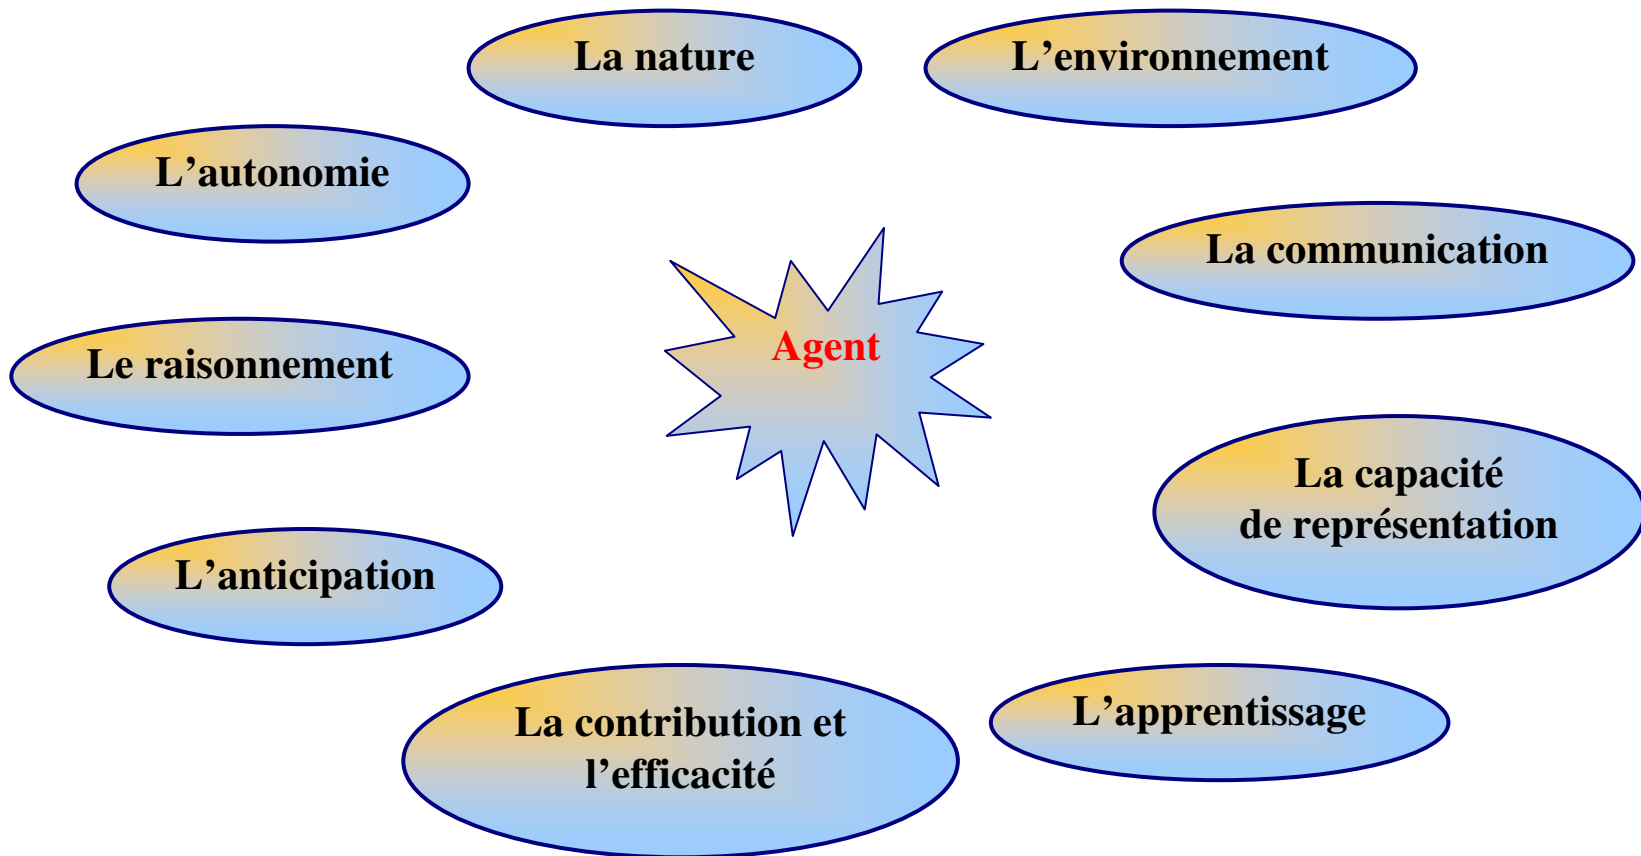 La nature
L’environnement
L’autonomie
La communication
Agent
Le raisonnement
La capacité
de représentation
L’anticipation
L’apprentissage
La contribution et
l’efficacité